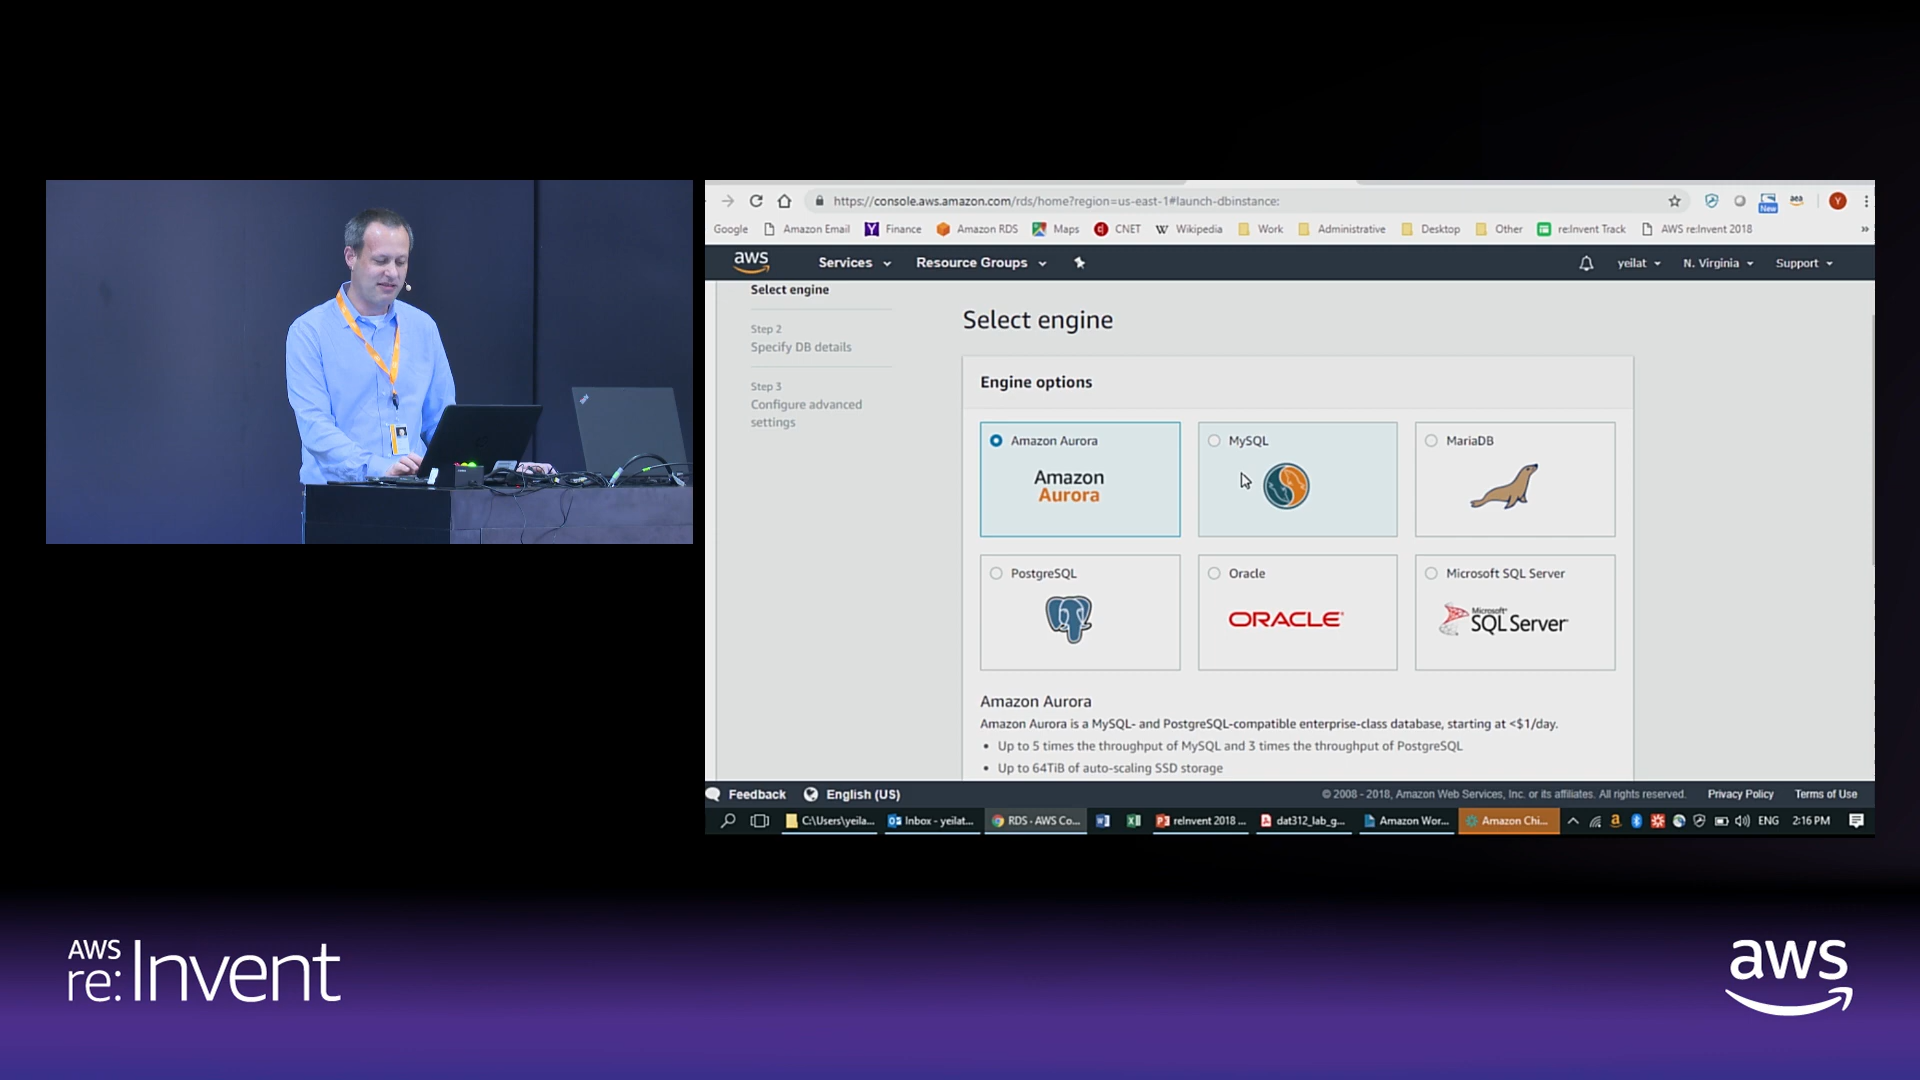 https://console.aws.amazon.com/rds/home?region=us-east-1#launch-dbinstance:
New
Y
Google Amazon Email Finance Amazon RDS Maps CNET Wikipedia Work Administrative Desktop Other re:Invent Track AWS re:Invent 2018 »
aws Services Resource Groups yeilat N. Virginia Support
Select engine
Step 2
Specify DB details
Step 3
Configure advanced
settings
Select engine
Engine options
Amazon Aurora
Amazon
Aurora
MySQL
MariaDB
PostgreSQL
Oracle
ORACLE
Microsoft SQL Server
Microsoft
SQL Server
Amazon Aurora
Amazon Aurora is a MySQL- and PostgreSQL-compatible enterprise-class database, starting at <$1/day.
• Up to 5 times the throughput of MySQL and 3 times the throughput of PostgreSQL
• Up to 64TiB of auto-scaling SSD storage
Feedback English (US) © 2008 - 2018, Amazon Web Services, Inc. or its affiliates. All rights reserved. Privacy Policy Terms of Use
C:\Users\yeila... Inbox - yeilat... RDS - AWS Co... reInvent 2018 ... dat312_lab_g... Amazon Wor... Amazon Chi... ENG 2:16 PM
AWS
re:Invent
aws